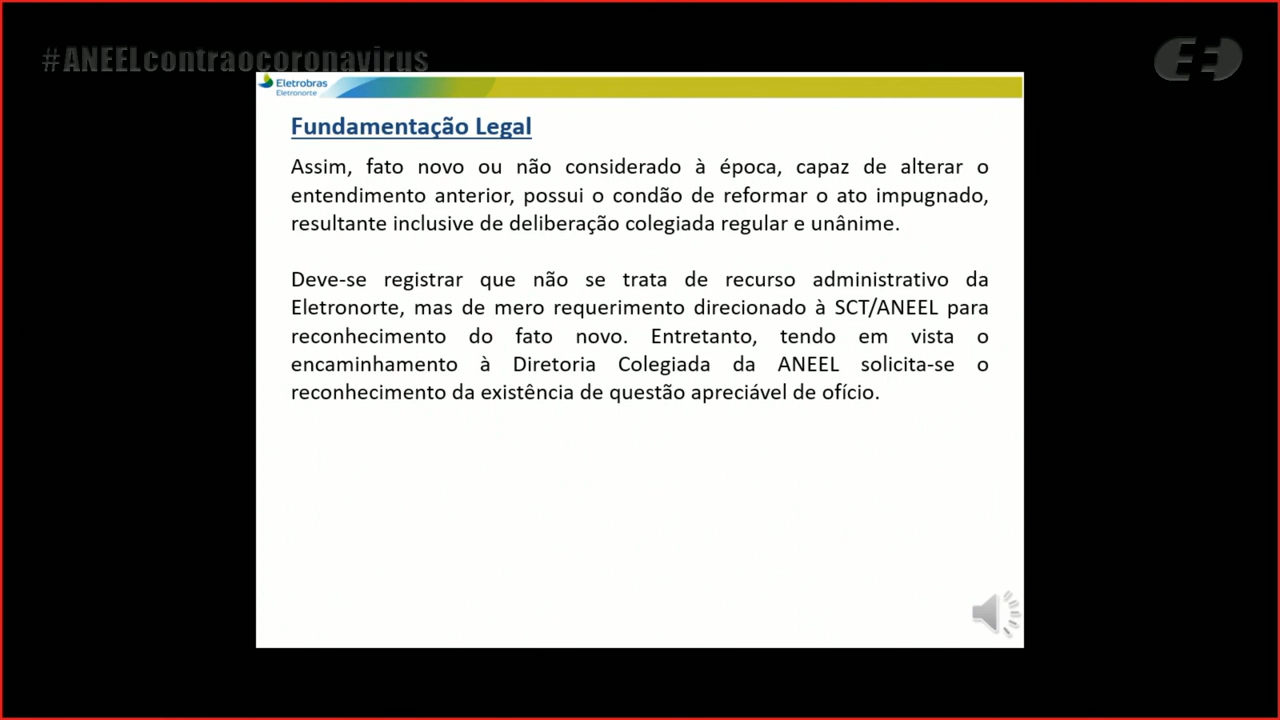 #ANEELcontraocoronavirus
Eletrobras
Eletronorte
Fundamentação Legal
Assim, fato novo ou não considerado à época, capaz de alterar o
entendimento anterior, possui o condão de reformar o ato impugnado,
resultante inclusive de deliberação colegiada regular e unânime.
Deve-se registrar que não se trata de recurso administrativo da
Eletronorte, mas de mero requerimento direcionado à SCT/ANEEL para
reconhecimento do fato novo. Entretanto, tendo em vista o
encaminhamento à Diretoria Colegiada da ANEEL solicita-se o
reconhecimento da existência de questão apreciável de ofício.